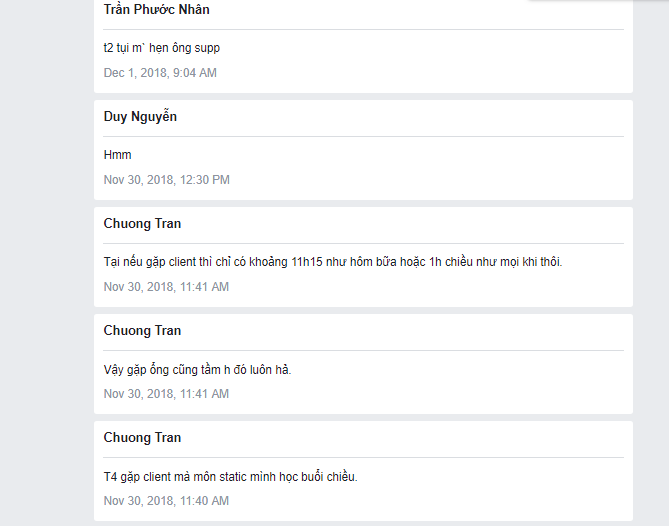 Trần Phước Nhân
t2 tụi m` hẹn ông supp
Dec 1, 2018, 9:04 AM
Duy Nguyễn
Hmm
Nov 30, 2018, 12:30 PM
Chuong Tran
Tại nếu gặp client thì chỉ có khoảng 11h15 như hôm bữa hoặc 1h chiều như mọi khi thôi.
Nov 30, 2018, 11:41 AM
Chuong Tran
Vậy gặp ổng cũng tầm h đó luôn hả.
Nov 30, 2018, 11:41 AM
Chuong Tran
T4 gặp client mà môn static mình học buổi chiều.
Nov 30, 2018, 11:40 AM